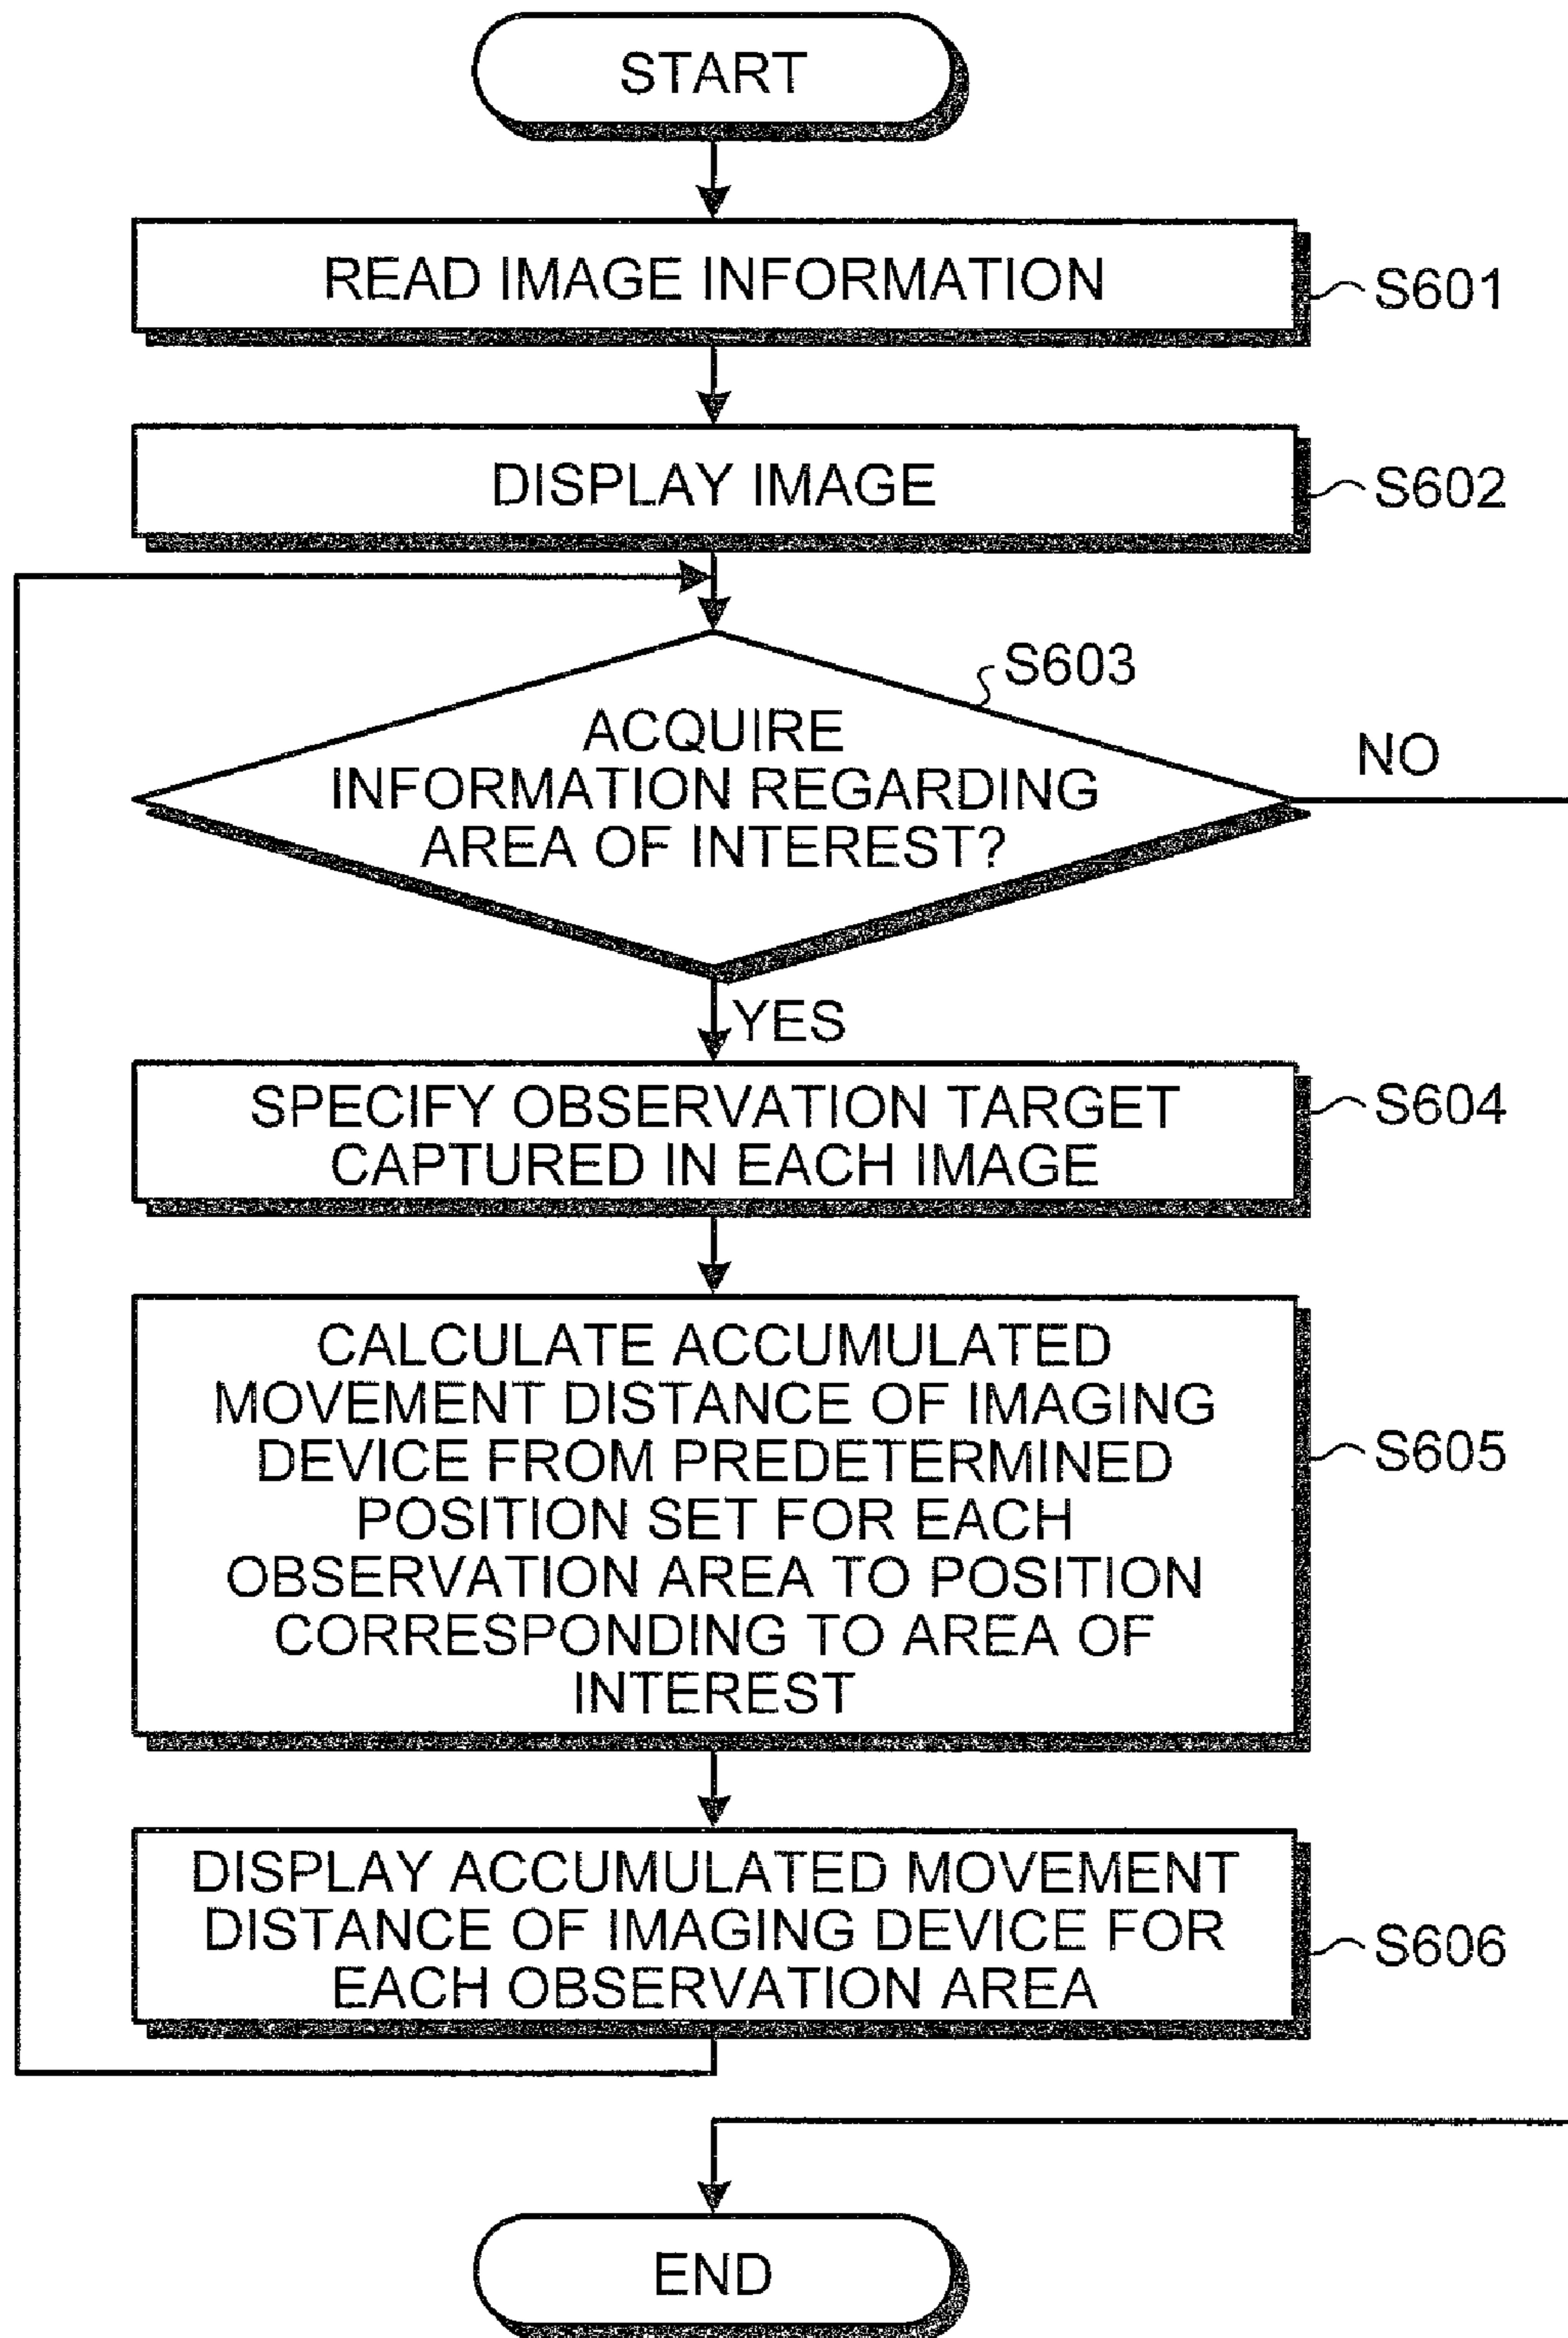 START
READ IMAGE INFORMATION
S601
DISPLAY IMAGE
S602
S603
ACQUIRE
INFORMATION REGARDING
AREA OF INTEREST?
NO
YES
SPECIFY OBSERVATION TARGET
CAPTURED IN EACH IMAGE
S604
CALCULATE ACCUMULATED
MOVEMENT DISTANCE OF IMAGING
DEVICE FROM PREDETERMINED
POSITION SET FOR EACH
OBSERVATION AREA TO POSITION
CORRESPONDING TO AREA OF
INTEREST
S605
DISPLAY ACCUMULATED MOVEMENT
DISTANCE OF IMAGING DEVICE FOR
EACH OBSERVATION AREA
S606
END